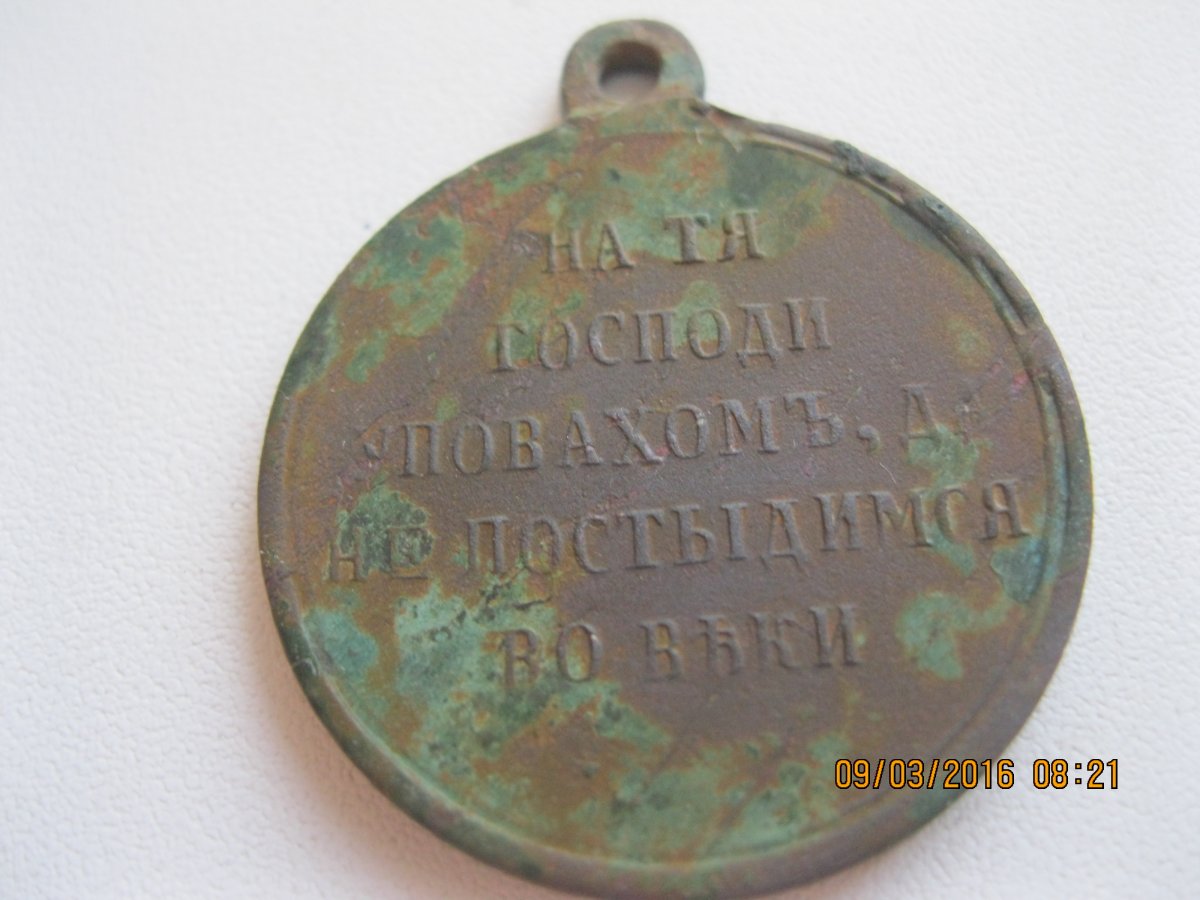 НА ТЯ
ГОСПОДИ
УПОВАХОМЪ, ДА
НЕ ПОСТЫДИМСЯ
ВО ВѢКИ
09/03/2016 08:21